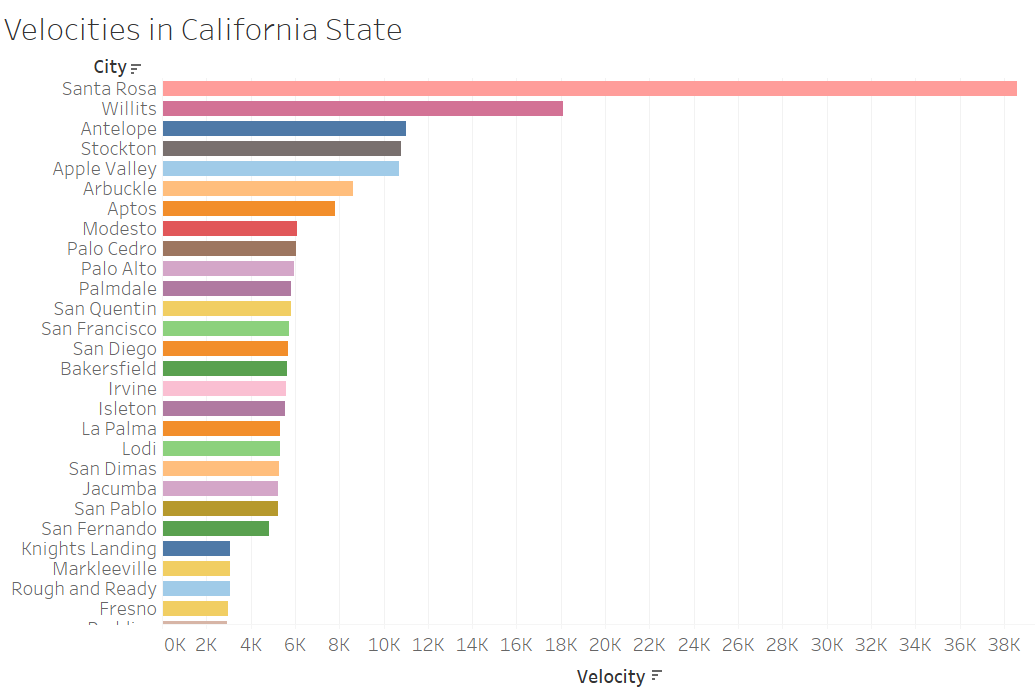 Velocities in California State
City
Santa Rosa
Willits
Antelope
Stockton
Apple Valley
Arbuckle
Aptos
Modesto
Palo Cedro
Palo Alto
Palmdale
San Quentin
San Francisco
San Diego
Bakersfield
Irvine
Isleton
La Palma
Lodi
San Dimas
Jacumba
San Pablo
San Fernando
Knights Landing
Markleeville
Rough and Ready
Fresno
0K 2K 4K 6K 8K 10K 12K 14K 16K 18K 20K 22K 24K 26K 28K 30K 32K 34K 36K 38K
Velocity